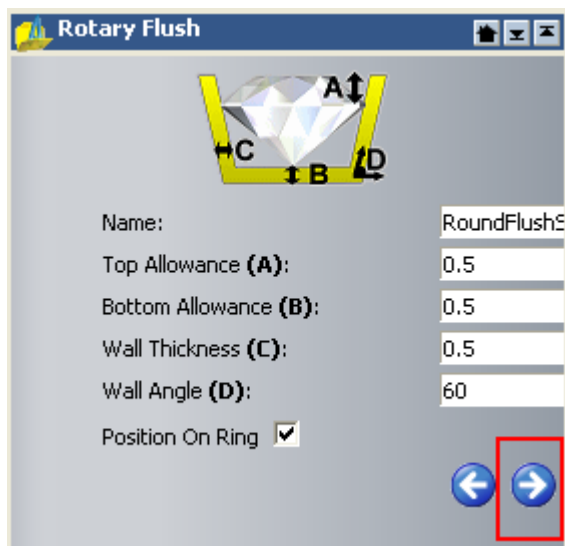 Rotary Flush
A
C
B
D
Name: RoundFlushS
Top Allowance (A): 0.5
Bottom Allowance (B): 0.5
Wall Thickness (C): 0.5
Wall Angle (D): 60
Position On Ring